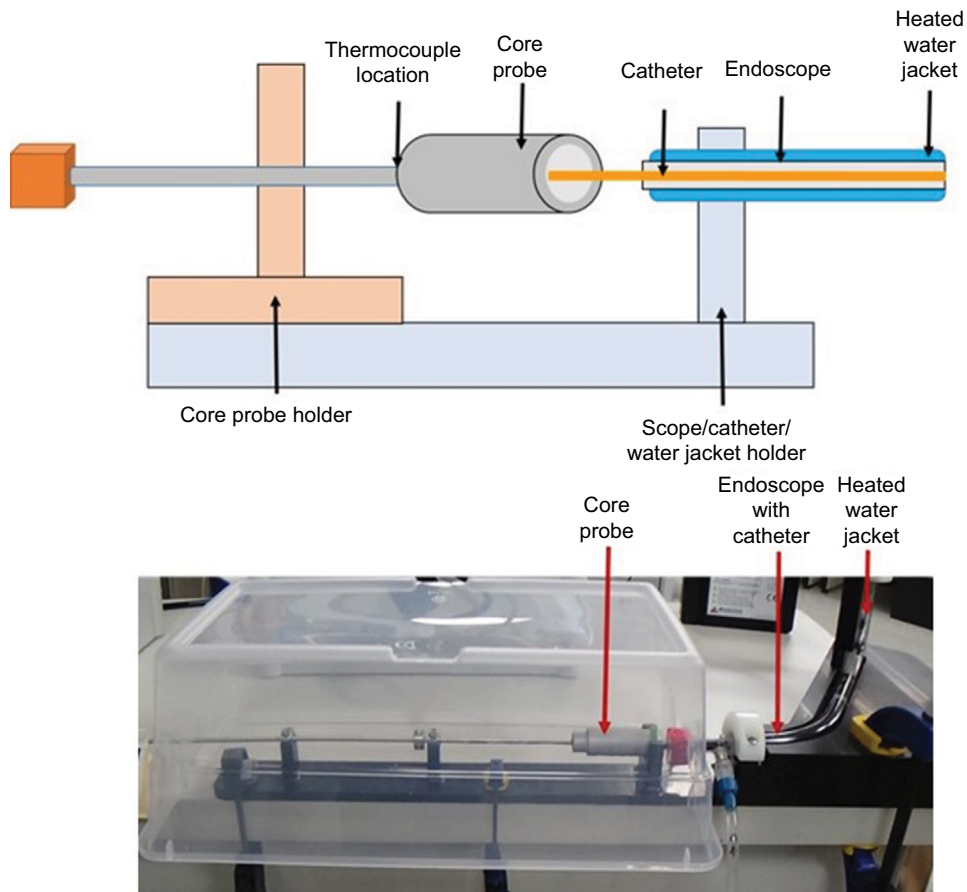 Heated
water
jacket
Thermocouple
location
Core
probe
Catheter
Endoscope
Core probe holder
Scope/catheter/
water jacket holder
Core
probe
Endoscope
with
catheter
Heated
water
jacket